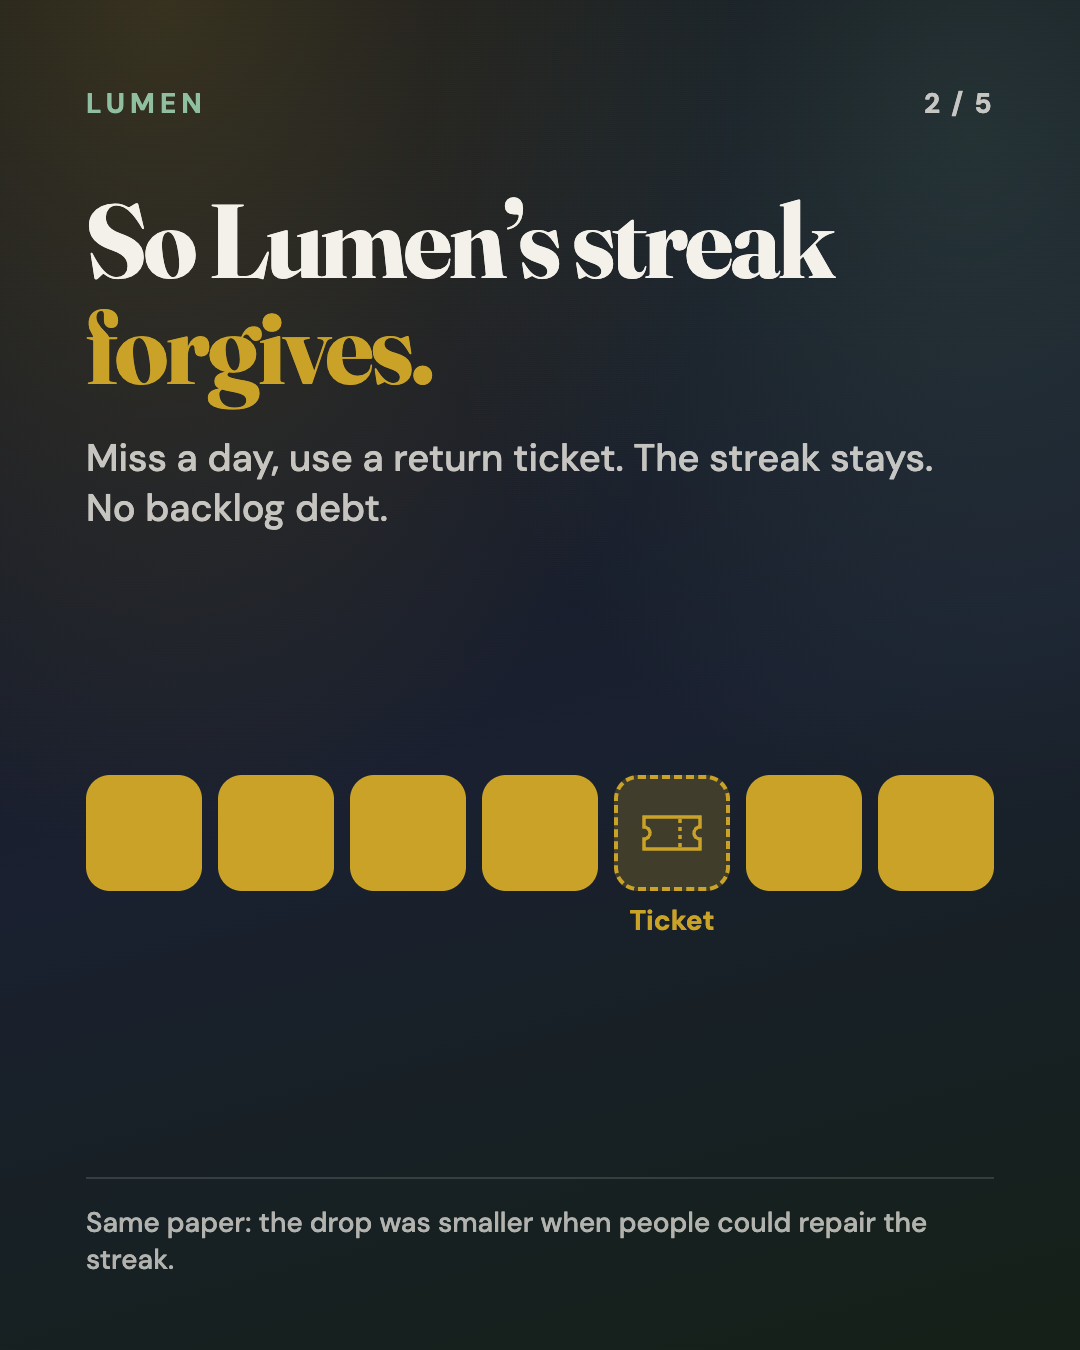 LUMEN
2 / 5
So Lumen’s streak
forgives.
Miss a day, use a return ticket. The streak stays.
No backlog debt.
Ticket
Same paper: the drop was smaller when people could repair the
streak.